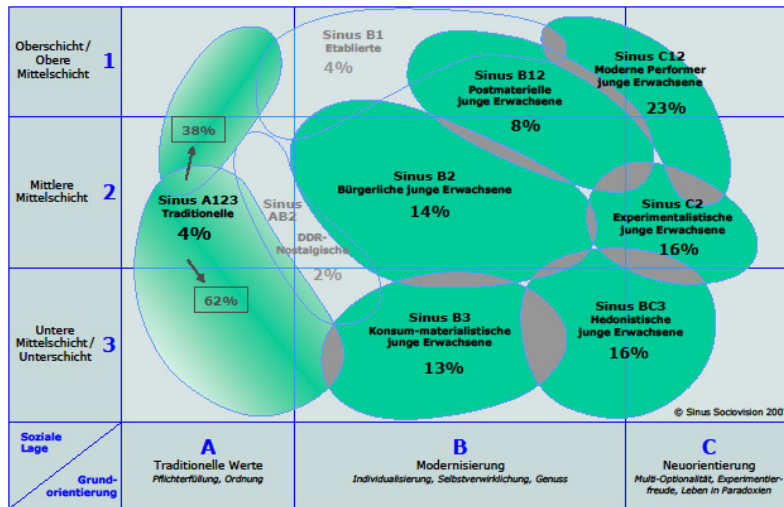 Oberschicht /
Obere
Mittelschicht
1
Sinus B1
Etablierte
4%
Sinus B12
Postmaterielle
junge Erwachsene
8%
Sinus C12
Moderne Performer
junge Erwachsene
23%
38%
Mittlere
Mittelschicht
2
Sinus A123
Traditionelle
4%
Sinus
AB2
DDR-
Nostalgische
2%
Sinus B2
Bürgerliche junge Erwachsene
14%
Sinus C2
Experimentalistische
junge Erwachsene
16%
62%
Untere
Mittelschicht /
Unterschicht
3
Sinus B3
Konsum-materialistische
junge Erwachsene
13%
Sinus BC3
Hedonistische
junge Erwachsene
16%
© Sinus Sociovision 200
Soziale
Lage
Grund-
orientierung
A
Traditionelle Werte
Pflichterfüllung, Ordnung
B
Modernisierung
Individualisierung, Selbstverwirklichung, Genuss
C
Neuorientierung
Multi-Optionalität, Experimentier-
freude, Leben in Paradoxien